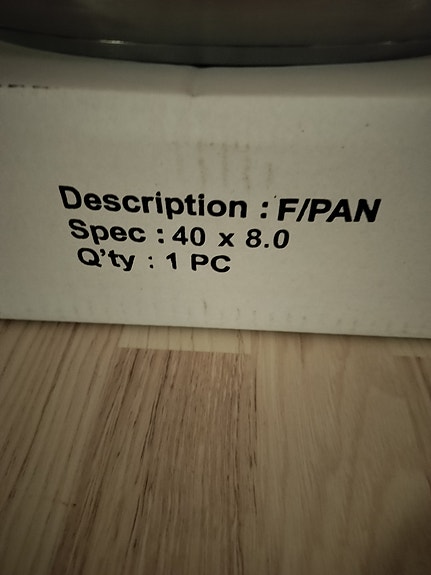 Description : F/PAN
Spec : 40 x 8.0
Q'ty : 1 PC